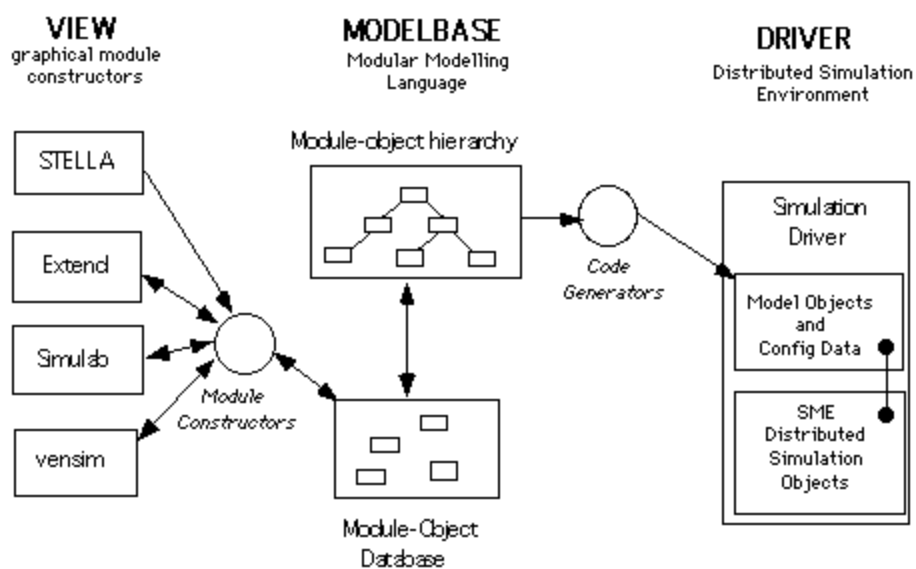 VIEW
graphical module
constructors
STELLA
Extend
Simulab
vensim
Module
Constructors
MODELBASE
Modular Modelling
Language
Module-object hierarchy
Module-Object
Database
Code
Generators
DRIVER
Distributed Simulation
Environment
Simulation
Driver
Model Objects
and
Config Data
SME
Distributed
Simulation
Objects